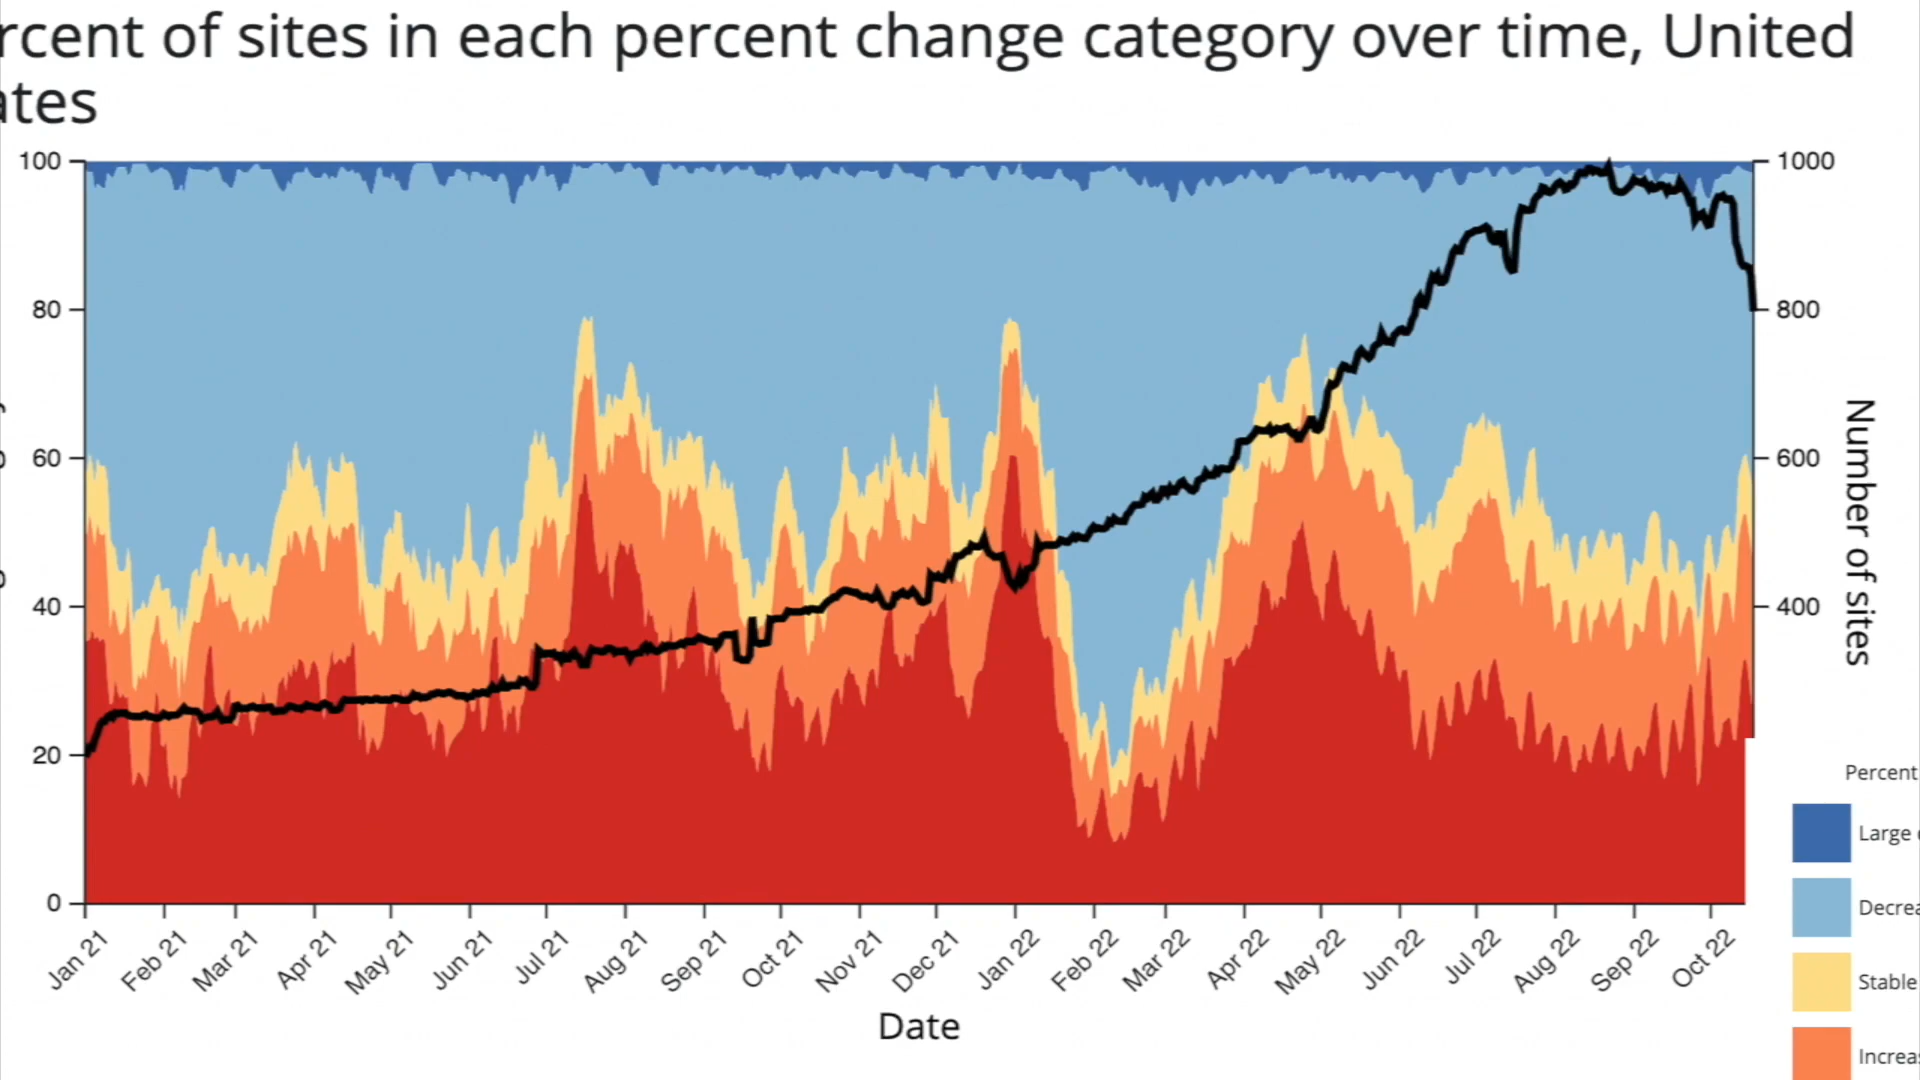 rcent of sites in each percent change category over time, United
ates
100
80
60
40
20
0
1000
800
600
400
Number of sites
Jan 21
Feb 21
Mar 21
Apr 21
May 21
Jun 21
Jul 21
Aug 21
Sep 21
Oct 21
Nov 21
Dec 21
Jan 22
Feb 22
Mar 22
Apr 22
May 22
Jun 22
Jul 22
Aug 22
Sep 22
Oct 22
Date
Percent
Large
Decrea
Stable
Increas